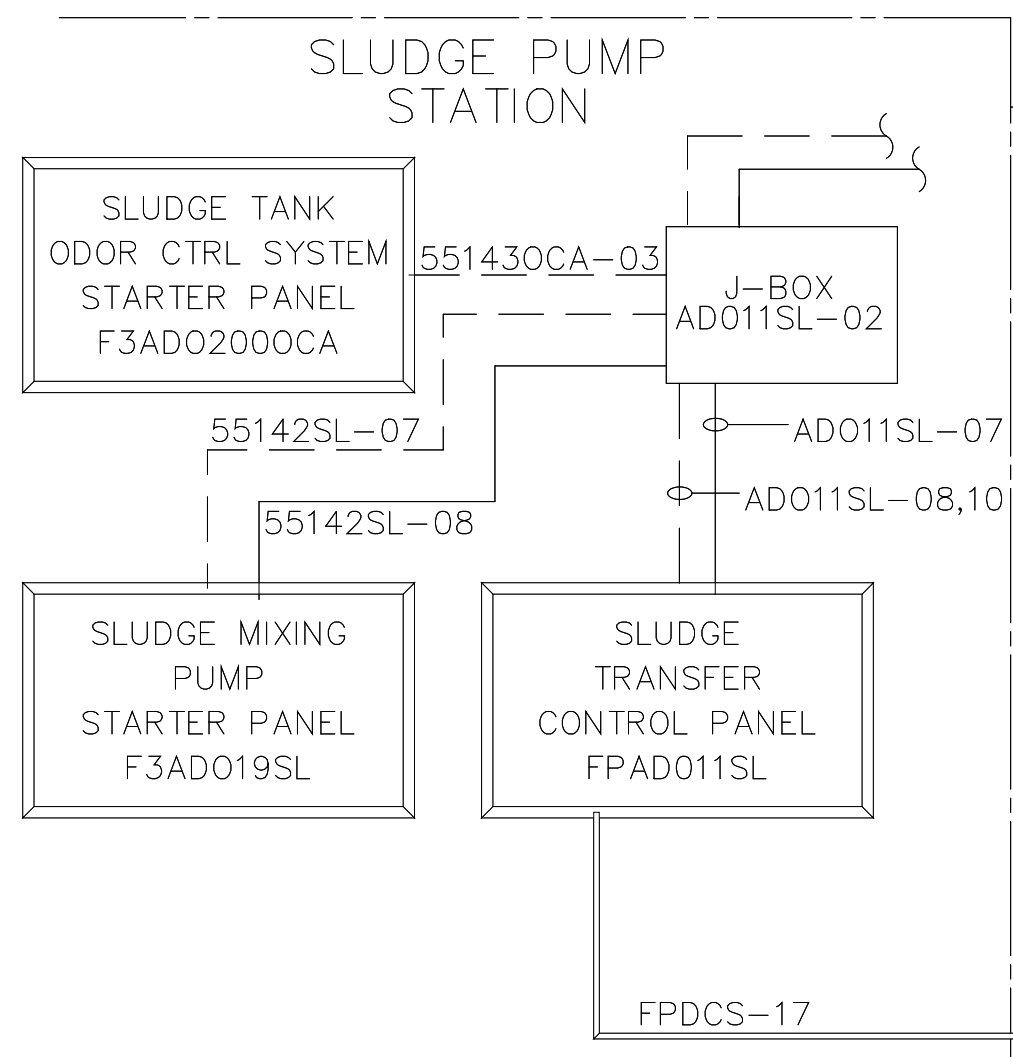 SLUDGE PUMP
STATION
SLUDGE TANK
ODOR CTRL SYSTEM
STARTER PANEL
F3AD02000CA
55143OCA-03
J-BOX
AD011SL-02
55142SL-07
AD011SL-07
AD011SL-08,10
55142SL-08
SLUDGE MIXING
PUMP
STARTER PANEL
F3AD019SL
SLUDGE
TRANSFER
CONTROL PANEL
FPAD011SL
FPDCS-17